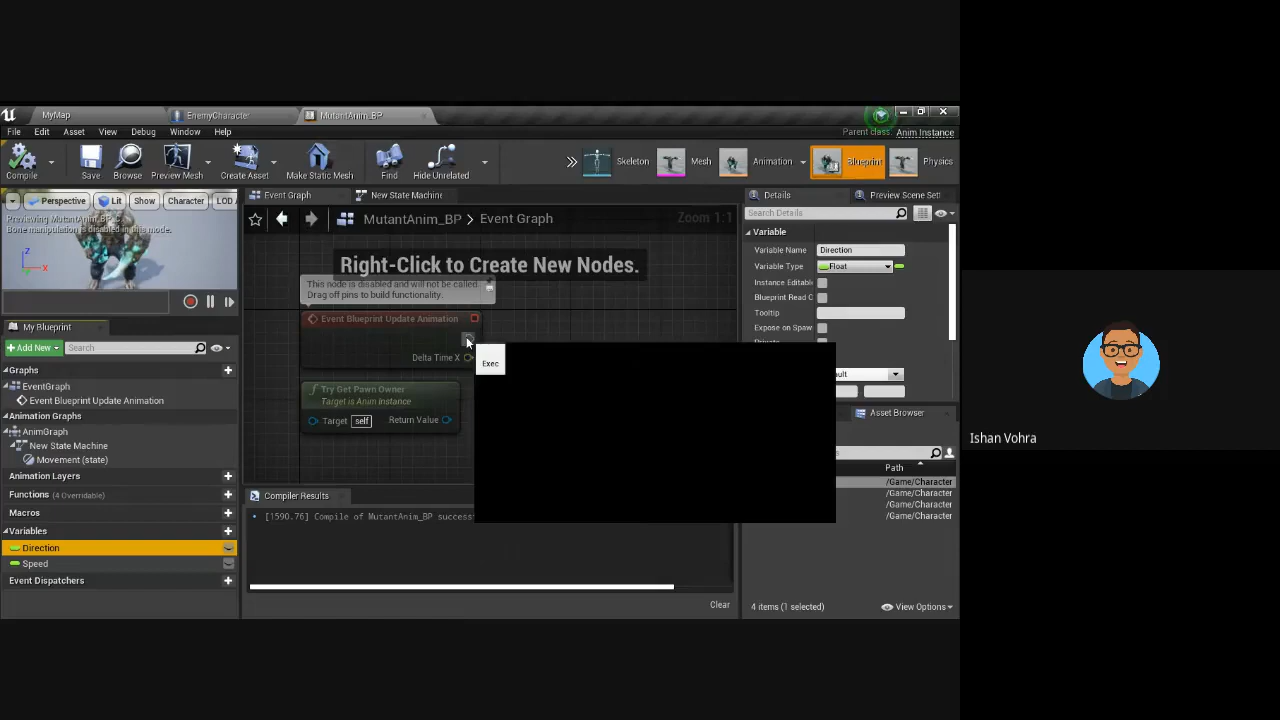 MyMap EnemyCharacter MutantAnim_BP
File Edit Asset View Debug Window Help Parent class: Anim Instance
Compile Save Browse Preview Mesh Create Asset Make Static Mesh Find Hide Unrelated Skeleton Mesh Animation Blueprint Physics
Perspective Lit Show Character LOD A
Previewing MutantAnim_BP_C.
Bone manipulation is disabled in this mode.
Z
X
Event Graph New State Machine
MutantAnim_BP > Event Graph Zoom 1:1
Right-Click to Create New Nodes.
This node is disabled and will not be called.
Drag off pins to build functionality.
Event Blueprint Update Animation
Delta Time X
Exec
Try Get Pawn Owner
Target is Anim Instance
Target self Return Value
Compiler Results
[1590.76] Compile of MutantAnim_BP success
Clear
My Blueprint
Add New Search
Graphs
EventGraph
Event Blueprint Update Animation
Animation Graphs
AnimGraph
New State Machine
Movement (state)
Animation Layers
Functions (4 Overridable)
Macros
Variables
Direction
Speed
Event Dispatchers
Details Preview Scene Sett
Search Details
Variable
Variable Name Direction
Variable Type Float
Instance Editabl
Blueprint Read O
Tooltip
Expose on Spaw
ault
Asset Browser
Path
/Game/Character
/Game/Character
/Game/Character
/Game/Character
4 items (1 selected) View Options
Ishan Vohra